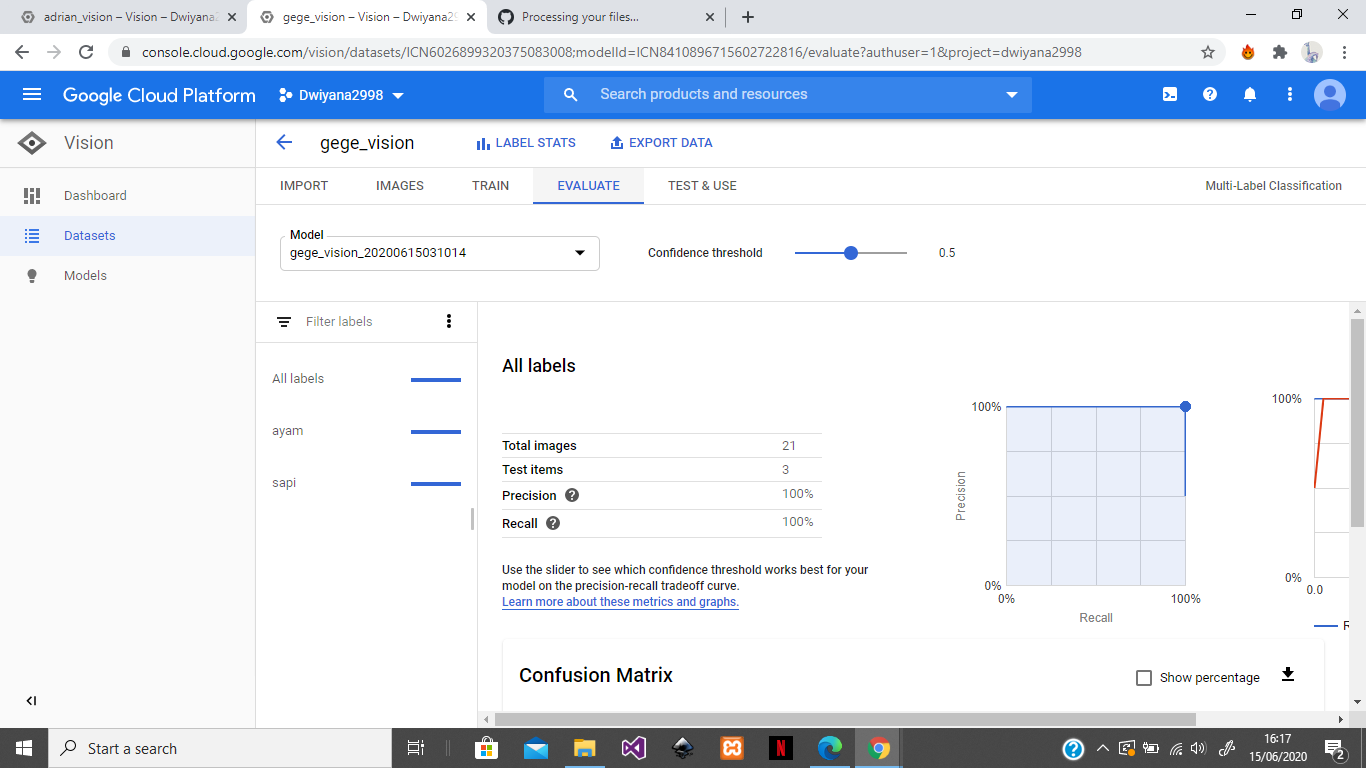 adrian_vision – Vision – Dwiyana2
gege_vision – Vision – Dwiyana29
Processing your files...
console.cloud.google.com/vision/datasets/ICN6026899320375083008;modelId=ICN8410896715602722816/evaluate?authuser=1&project=dwiyana2998
Google Cloud Platform
Dwiyana2998
Search products and resources
Vision
gege_vision
LABEL STATS
EXPORT DATA
Dashboard
Datasets
Models
IMPORT
IMAGES
TRAIN
EVALUATE
TEST & USE
Multi-Label Classification
Model
gege_vision_20200615031014
Confidence threshold
0.5
Filter labels
All labels
ayam
sapi
All labels
Total images 21
Test items 3
Precision 100%
Recall 100%
Use the slider to see which confidence threshold works best for your
model on the precision-recall tradeoff curve.
Learn more about these metrics and graphs.
100%
Precision
0%
0%
100%
Recall
100%
0%
0.0
R
Confusion Matrix
Show percentage
Start a search
16:17
15/06/2020
2